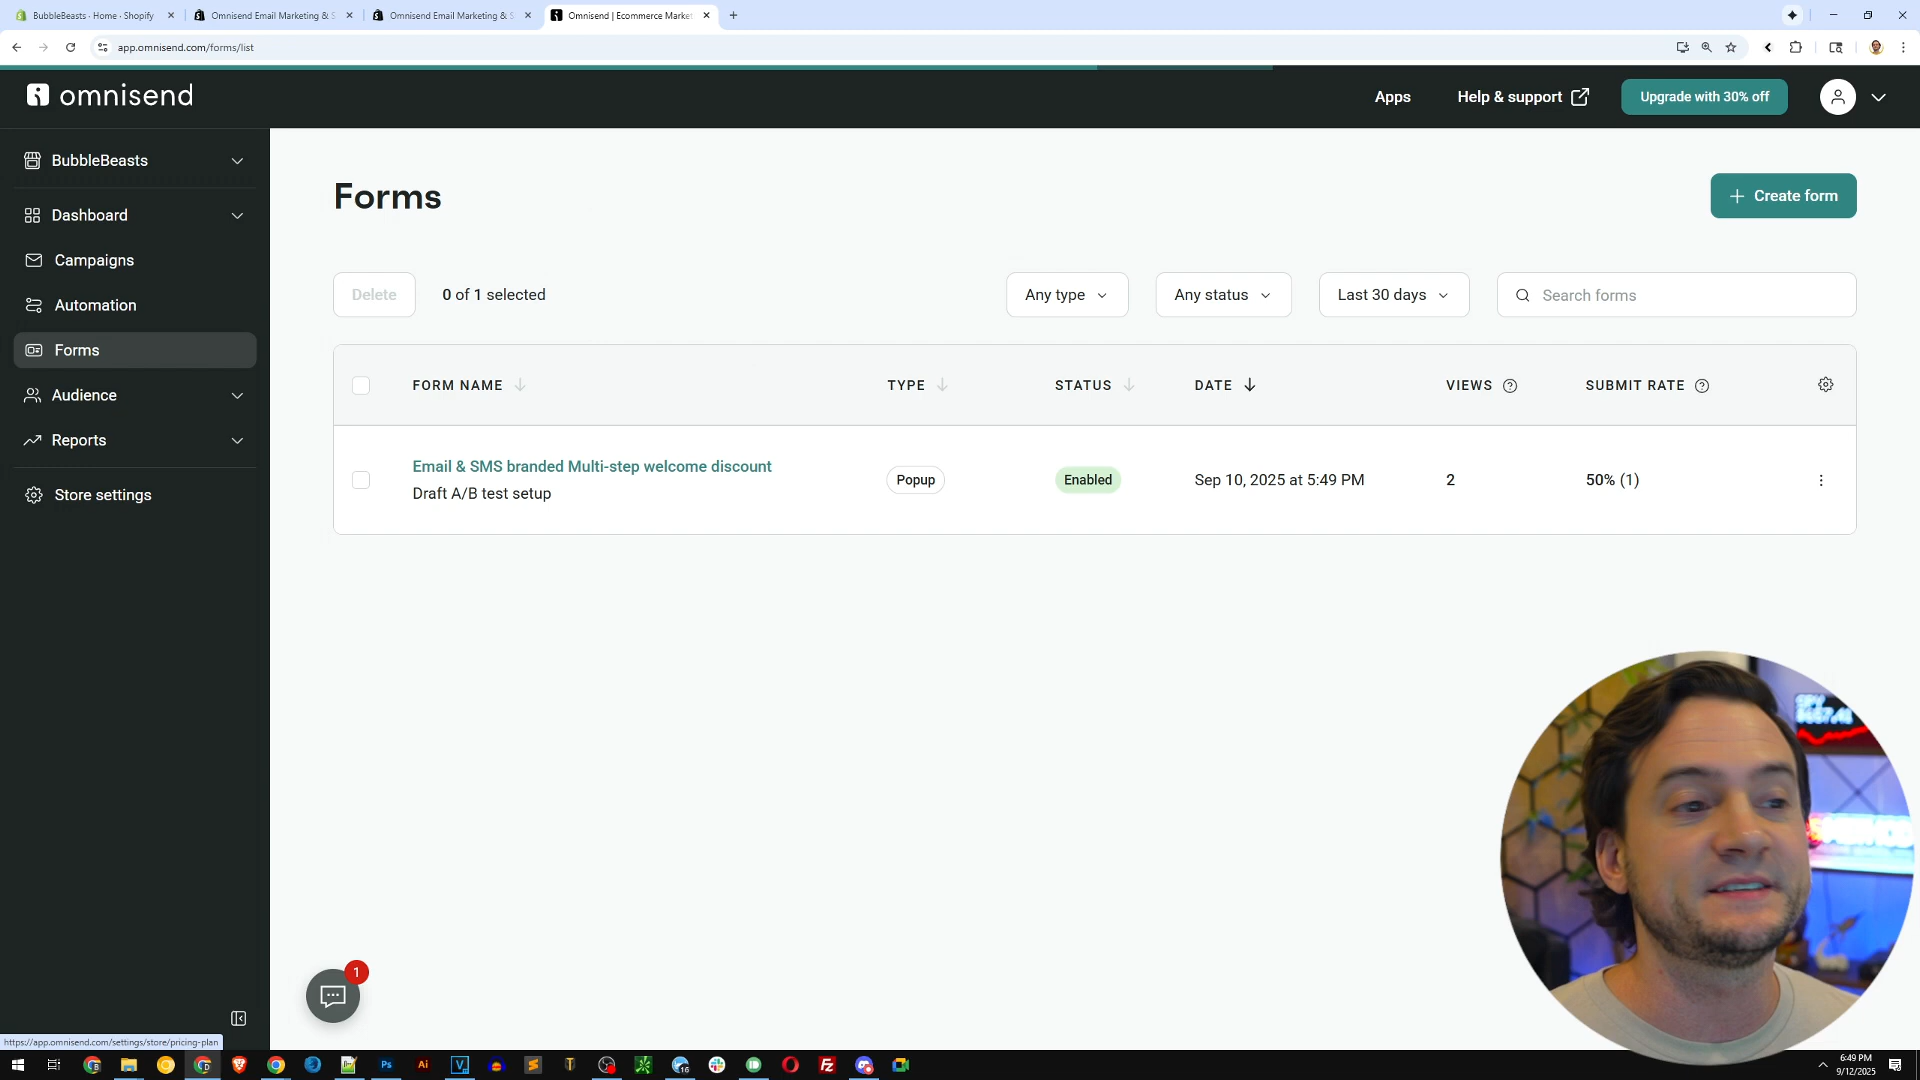 BubbleBeasts · Home · Shopify
Omnisend Email Marketing & S
Omnisend Email Marketing & S
Omnisend | Ecommerce Market
app.omnisend.com/forms/list
omnisend
Apps
Help & support
Upgrade with 30% off
BubbleBeasts
Dashboard
Campaigns
Automation
Forms
Audience
Reports
Store settings
Forms
Create form
Delete
0 of 1 selected
Any type
Any status
Last 30 days
Search forms
FORM NAME
TYPE
STATUS
DATE
VIEWS
SUBMIT RATE
Email & SMS branded Multi-step welcome discount
Draft A/B test setup
Popup
Enabled
Sep 10, 2025 at 5:49 PM
2
50% (1)
1
https://app.omnisend.com/settings/store/pricing-plan
Ps
Ai
V
16
Fz
6:49 PM
9/12/2025